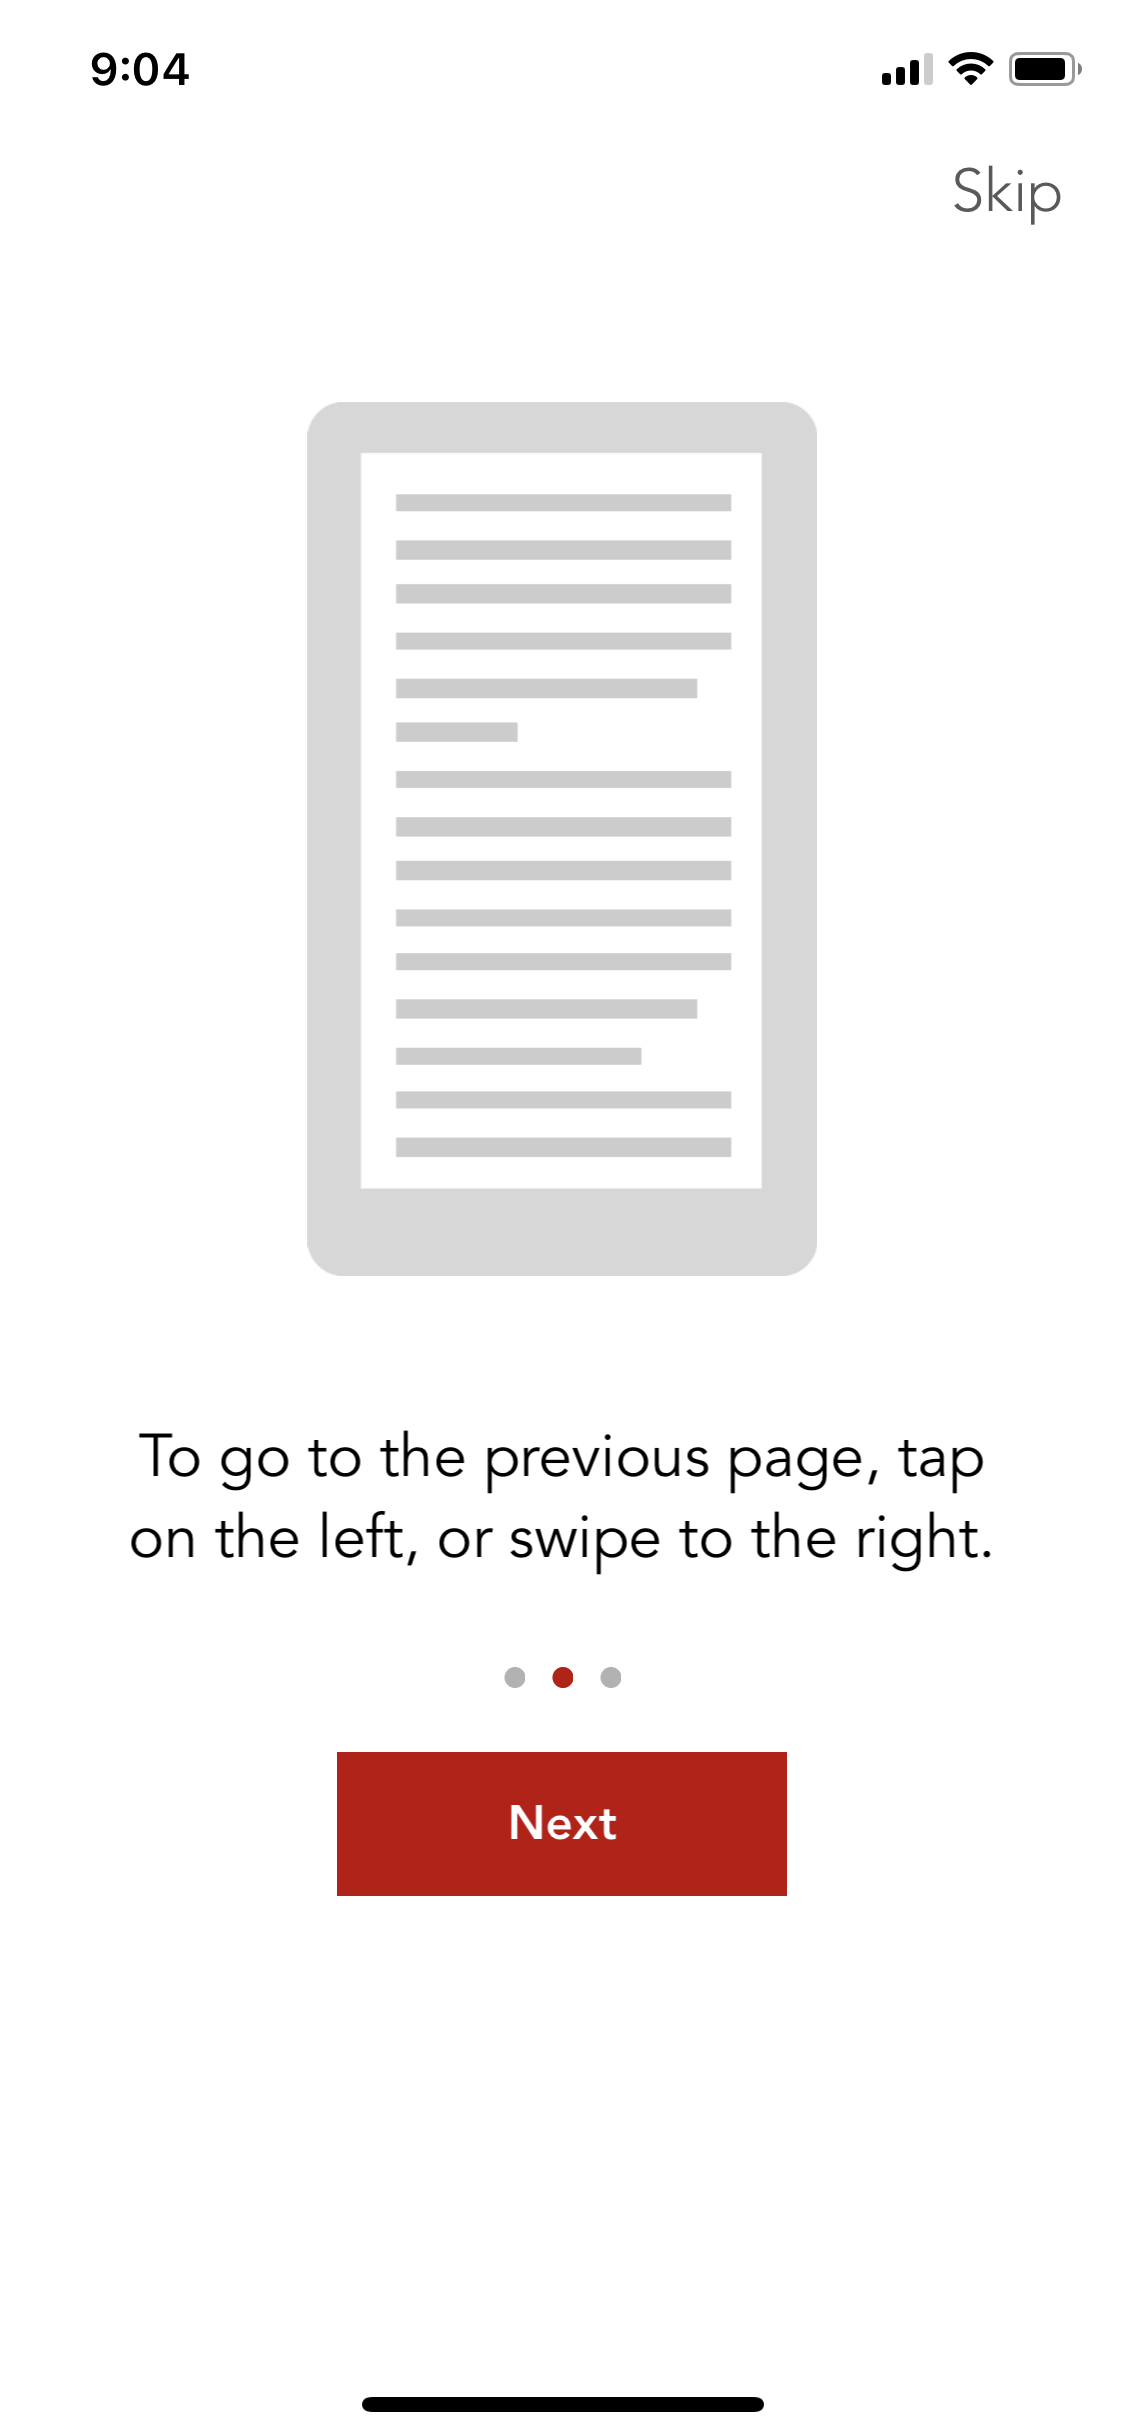 9:04
Skip
To go to the previous page, tap
on the left, or swipe to the right.
Next